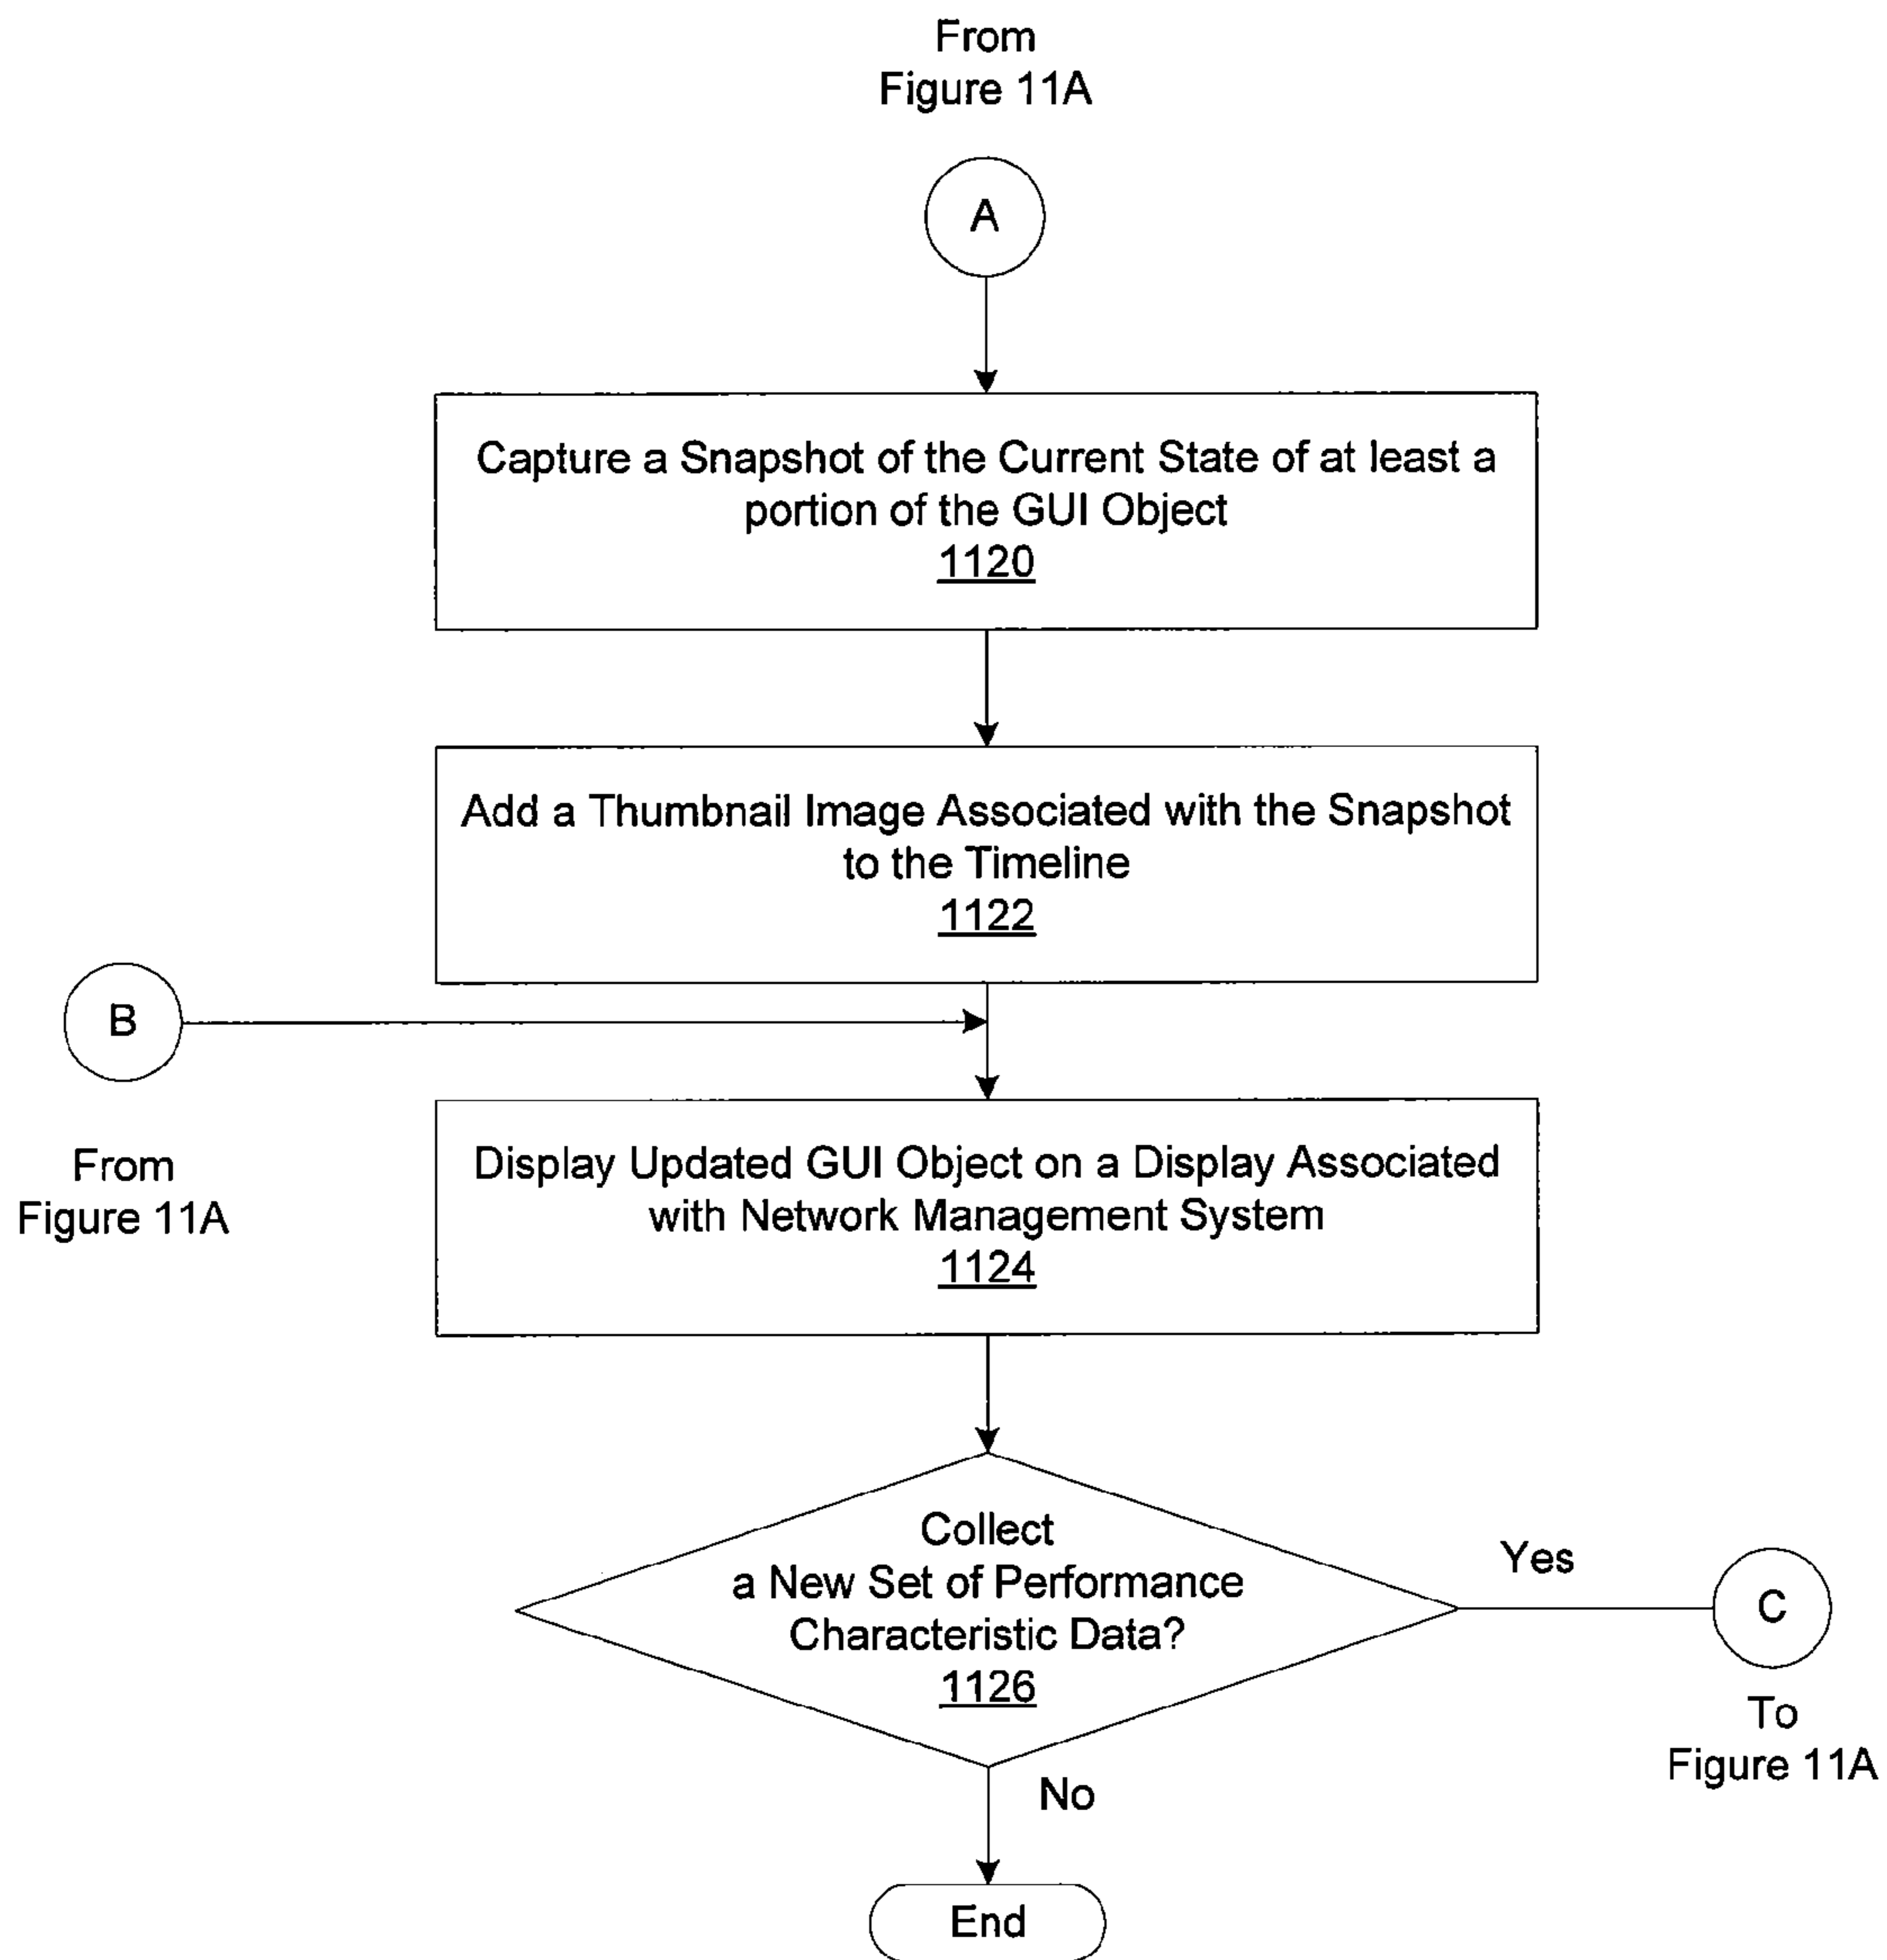 From
Figure 11A
A
Capture a Snapshot of the Current State of at least a
portion of the GUI Object
1120
Add a Thumbnail Image Associated with the Snapshot
to the Timeline
1122
B
From
Figure 11A
Display Updated GUI Object on a Display Associated
with Network Management System
1124
Collect
a New Set of Performance
Characteristic Data?
1126
Yes
C
To
Figure 11A
No
End